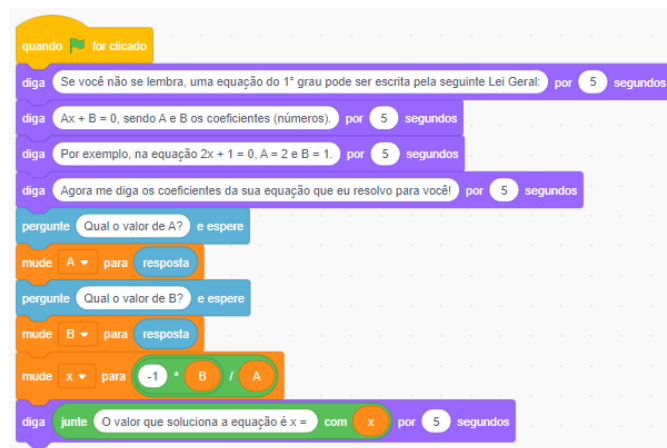 quando for clicado
diga Se você não se lembra, uma equação do 1° grau pode ser escrita pela seguinte Lei Geral: por 5 segundos
diga Ax + B = 0, sendo A e B os coeficientes (números). por 5 segundos
diga Por exemplo, na equação 2x + 1 = 0, A = 2 e B = 1. por 5 segundos
diga Agora me diga os coeficientes da sua equação que eu resolvo para você! por 5 segundos
pergunte Qual o valor de A? e espere
mude A para resposta
pergunte Qual o valor de B? e espere
mude B para resposta
mude x para -1 * B / A
diga junte O valor que soluciona a equação é x = com x por 5 segundos